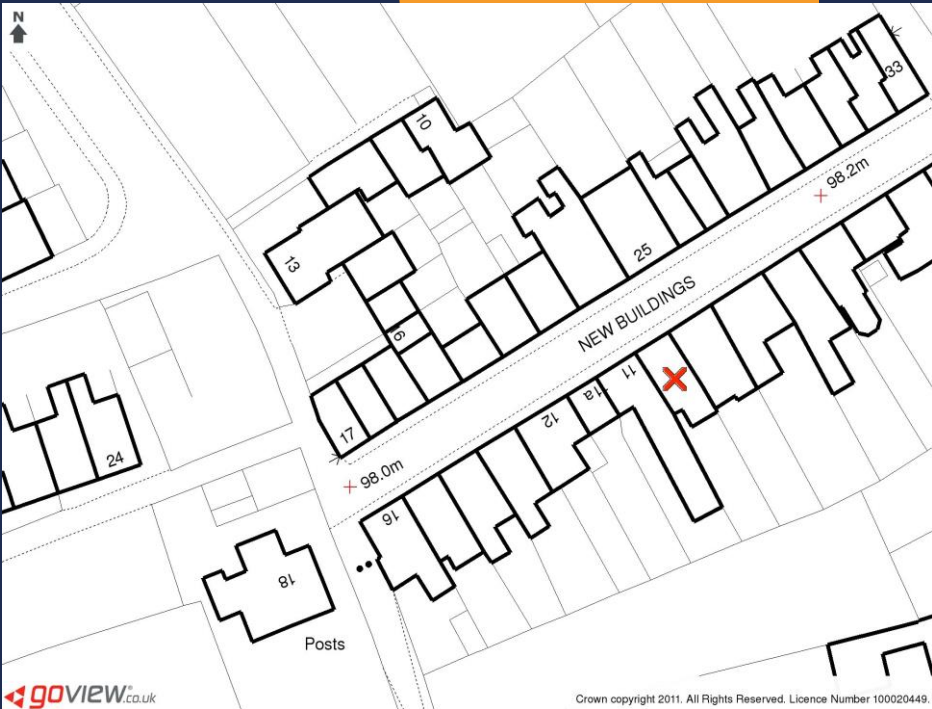 N
10
33
98.2m
13
25
NEW BUILDINGS
16
11
11a
12
17
24
98.0m
16
18
Posts
goview.co.uk
Crown copyright 2011. All Rights Reserved. Licence Number 100020449.